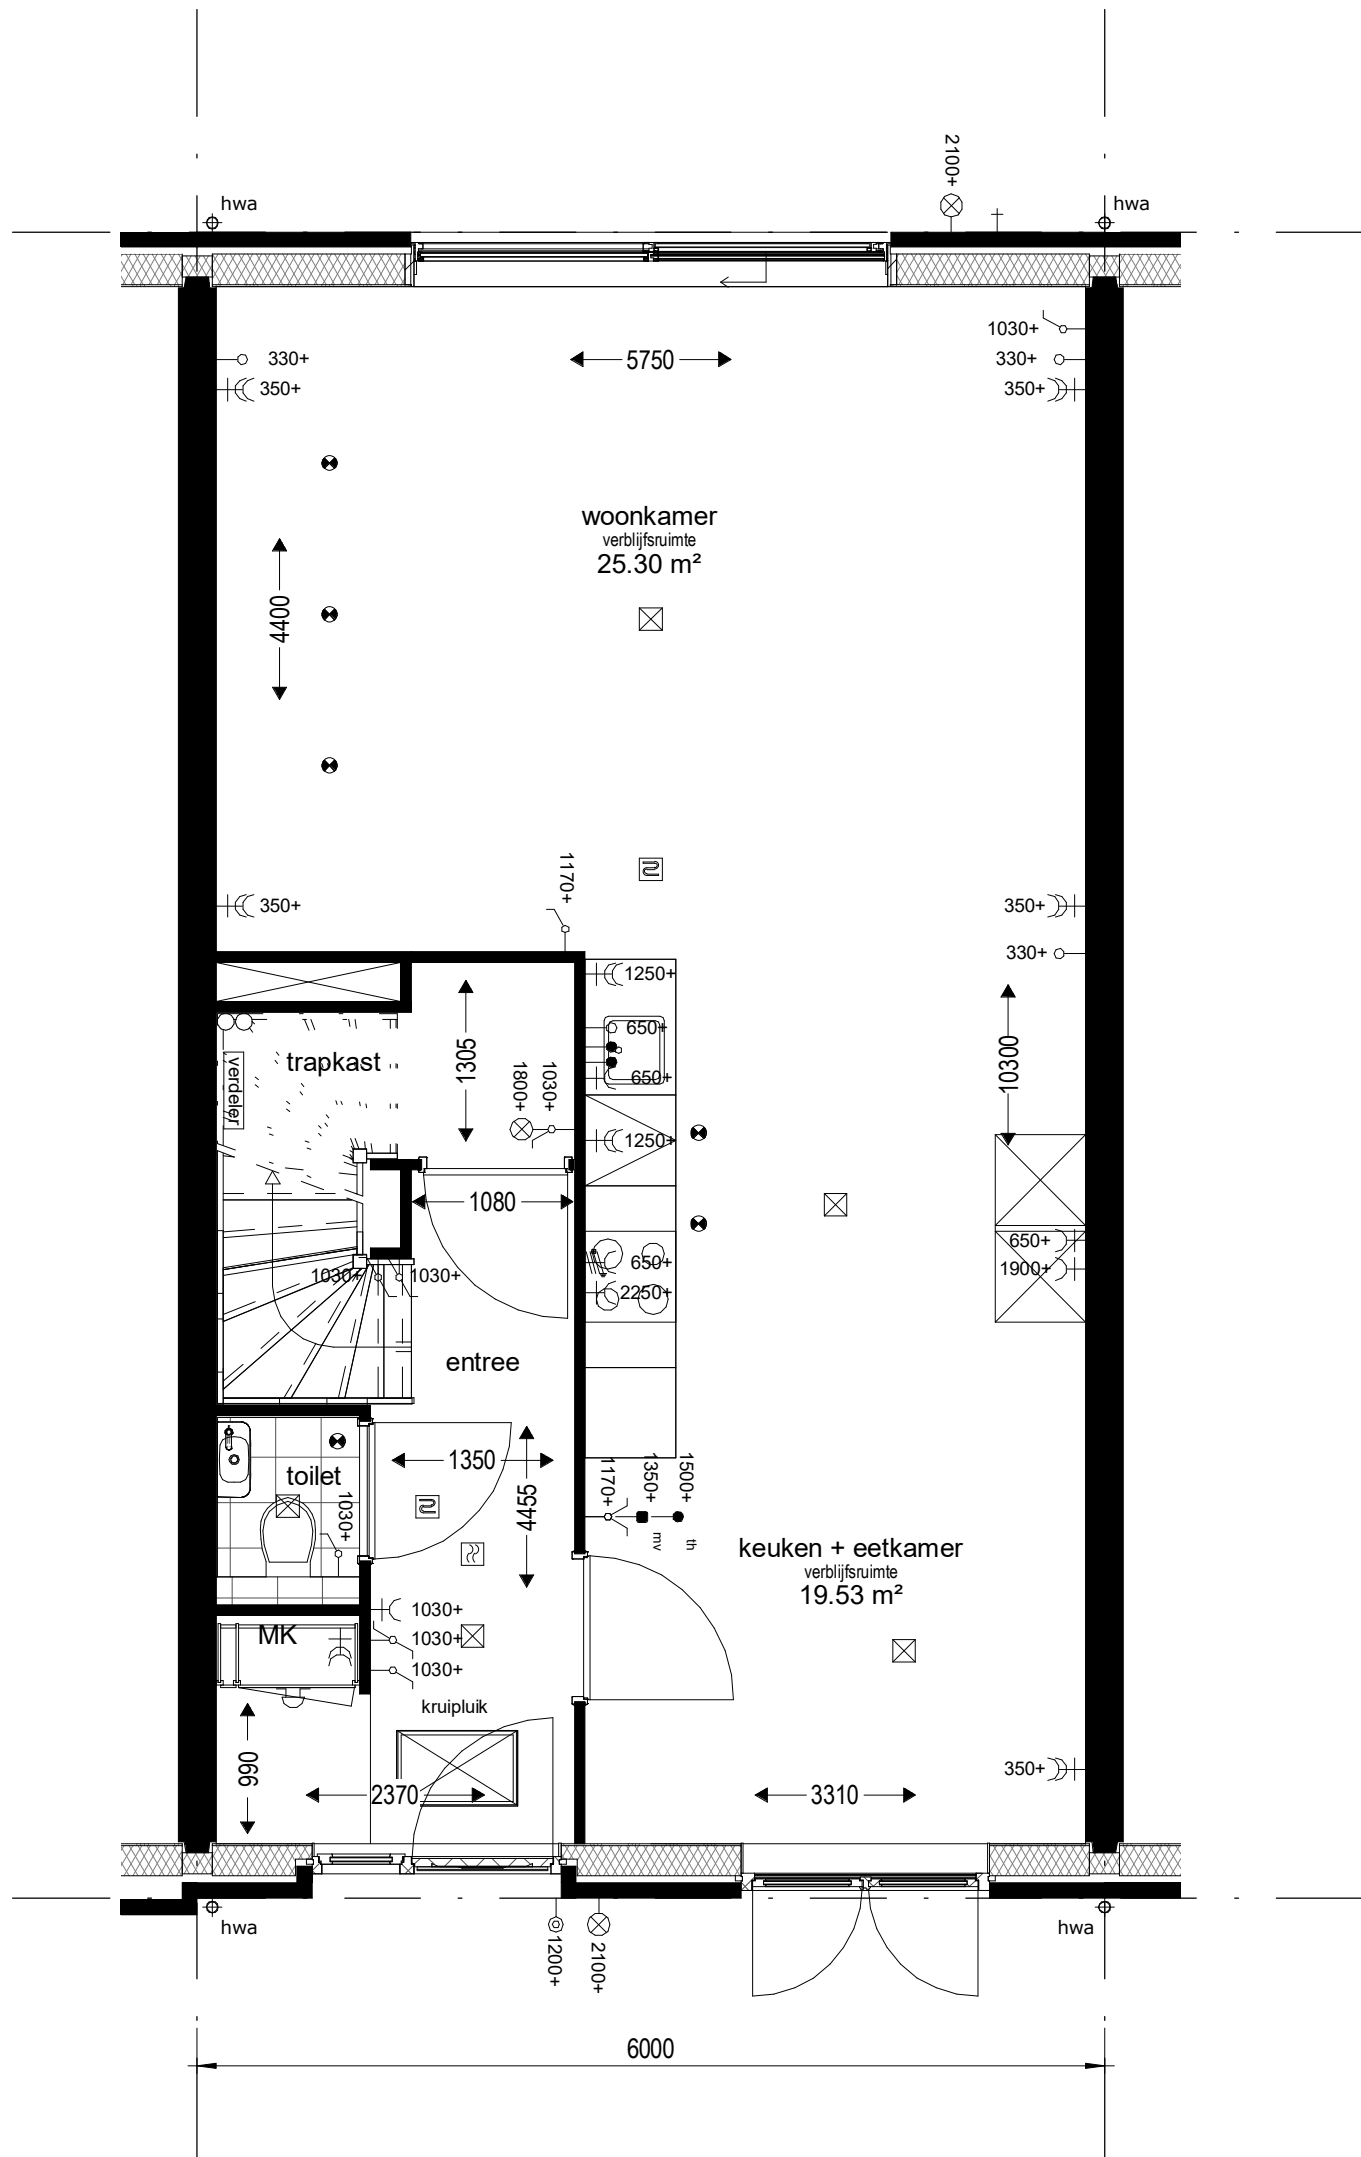 2100+
hwa
hwa
1030+
330+
5750
330+
350+
350+
woonkamer
verblijfsruimte
25.30 m²
4400
1170+
350+
350+
330+
1250+
650+
trapkast
1305
10300
verdeler
1800+
1030+
650+
1250+
1080
650+
650+
1030+
1030+
1900+
2250+
entree
1350
1170+
1350+
1500+
toilet
1030+
4455
mv
th
keuken + eetkamer
verblijfsruimte
19.53 m²
1030+
MK
1030+
1030+
kruipluik
990
350+
2370
3310
hwa
hwa
1200+
2100+
6000